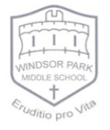 WINDSOR PARK
MIDDLE SCHOOL
Eruditio pro Vita